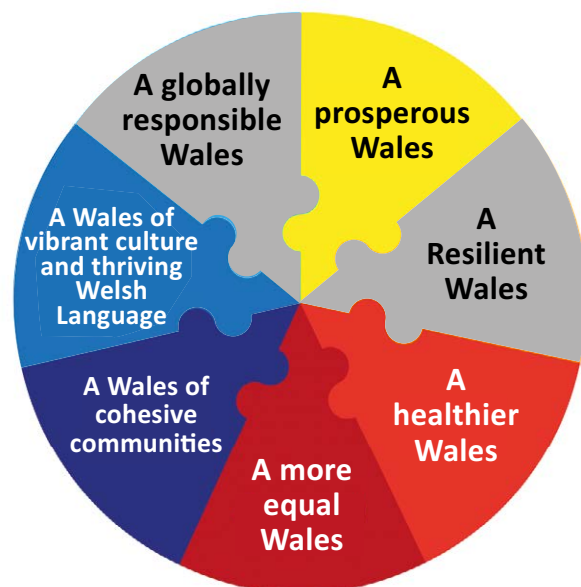 A globally
responsible
Wales
A
prosperous
Wales
A
Resilient
Wales
A
healthier
Wales
A more
equal
Wales
A Wales of
cohesive
communities
A Wales of
vibrant culture
and thriving
Welsh
Language